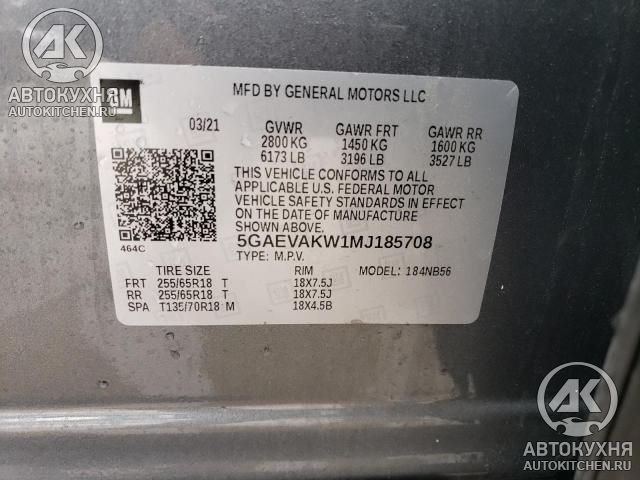 АК
АВТОКУХНЯ
AUTOKITCHEN.RU
GM
MFD BY GENERAL MOTORS LLC
03/21 GVWR GAWR FRT GAWR RR
2800 KG 1450 KG 1600 KG
6173 LB 3196 LB 3527 LB
THIS VEHICLE CONFORMS TO ALL
APPLICABLE U.S. FEDERAL MOTOR
VEHICLE SAFETY STANDARDS IN EFFECT
ON THE DATE OF MANUFACTURE
SHOWN ABOVE.
464C 5GAEVAKW1MJ185708
TYPE: M.P.V.
TIRE SIZE RIM MODEL: 184NB56
FRT 255/65R18 T 18X7.5J
RR 255/65R18 T 18X7.5J
SPA T135/70R18 M 18X4.5B
АК
АВТОКУХНЯ
AUTOKITCHEN.RU